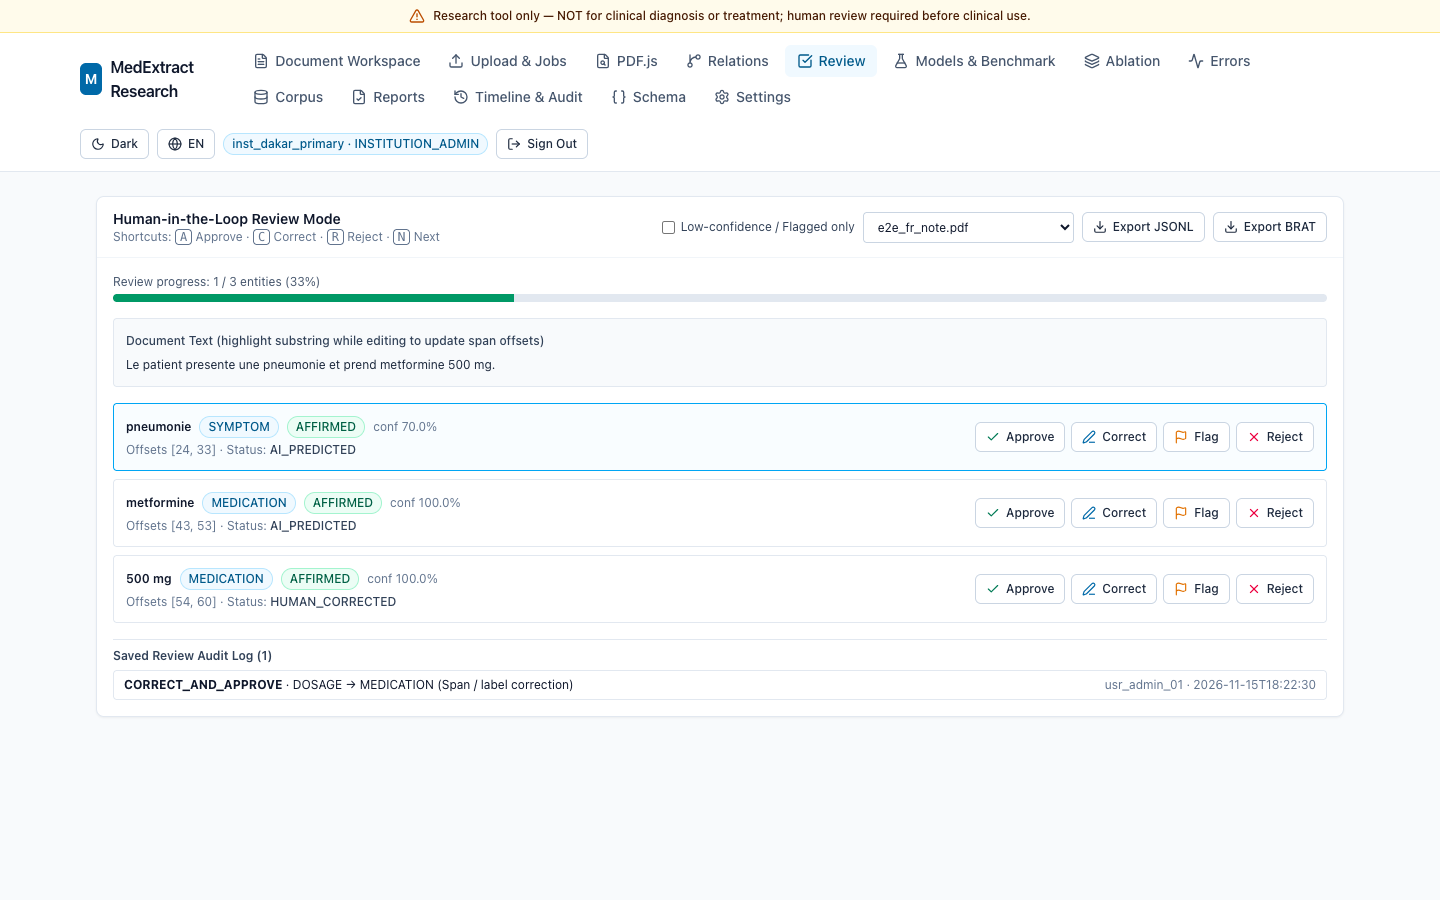 Research tool only — NOT for clinical diagnosis or treatment; human review required before clinical use.
M
MedExtract Research
Document Workspace
Upload & Jobs
PDF.js
Relations
Review
Models & Benchmark
Ablation
Errors
Corpus
Reports
Timeline & Audit
{ } Schema
Settings
Dark
EN
inst_dakar_primary · INSTITUTION_ADMIN
Sign Out
Human-in-the-Loop Review Mode
Shortcuts: A Approve · C Correct · R Reject · N Next
Low-confidence / Flagged only
e2e_fr_note.pdf
Export JSONL
Export BRAT
Review progress: 1 / 3 entities (33%)
Document Text (highlight substring while editing to update span offsets)
Le patient presente une pneumonie et prend metformine 500 mg.
pneumonie SYMPTOM AFFIRMED conf 70.0%
Offsets [24, 33] · Status: AI_PREDICTED
Approve Correct Flag Reject
metformine MEDICATION AFFIRMED conf 100.0%
Offsets [43, 53] · Status: AI_PREDICTED
Approve Correct Flag Reject
500 mg MEDICATION AFFIRMED conf 100.0%
Offsets [54, 60] · Status: HUMAN_CORRECTED
Approve Correct Flag Reject
Saved Review Audit Log (1)
CORRECT_AND_APPROVE · DOSAGE → MEDICATION (Span / label correction)
usr_admin_01 · 2026-11-15T18:22:30